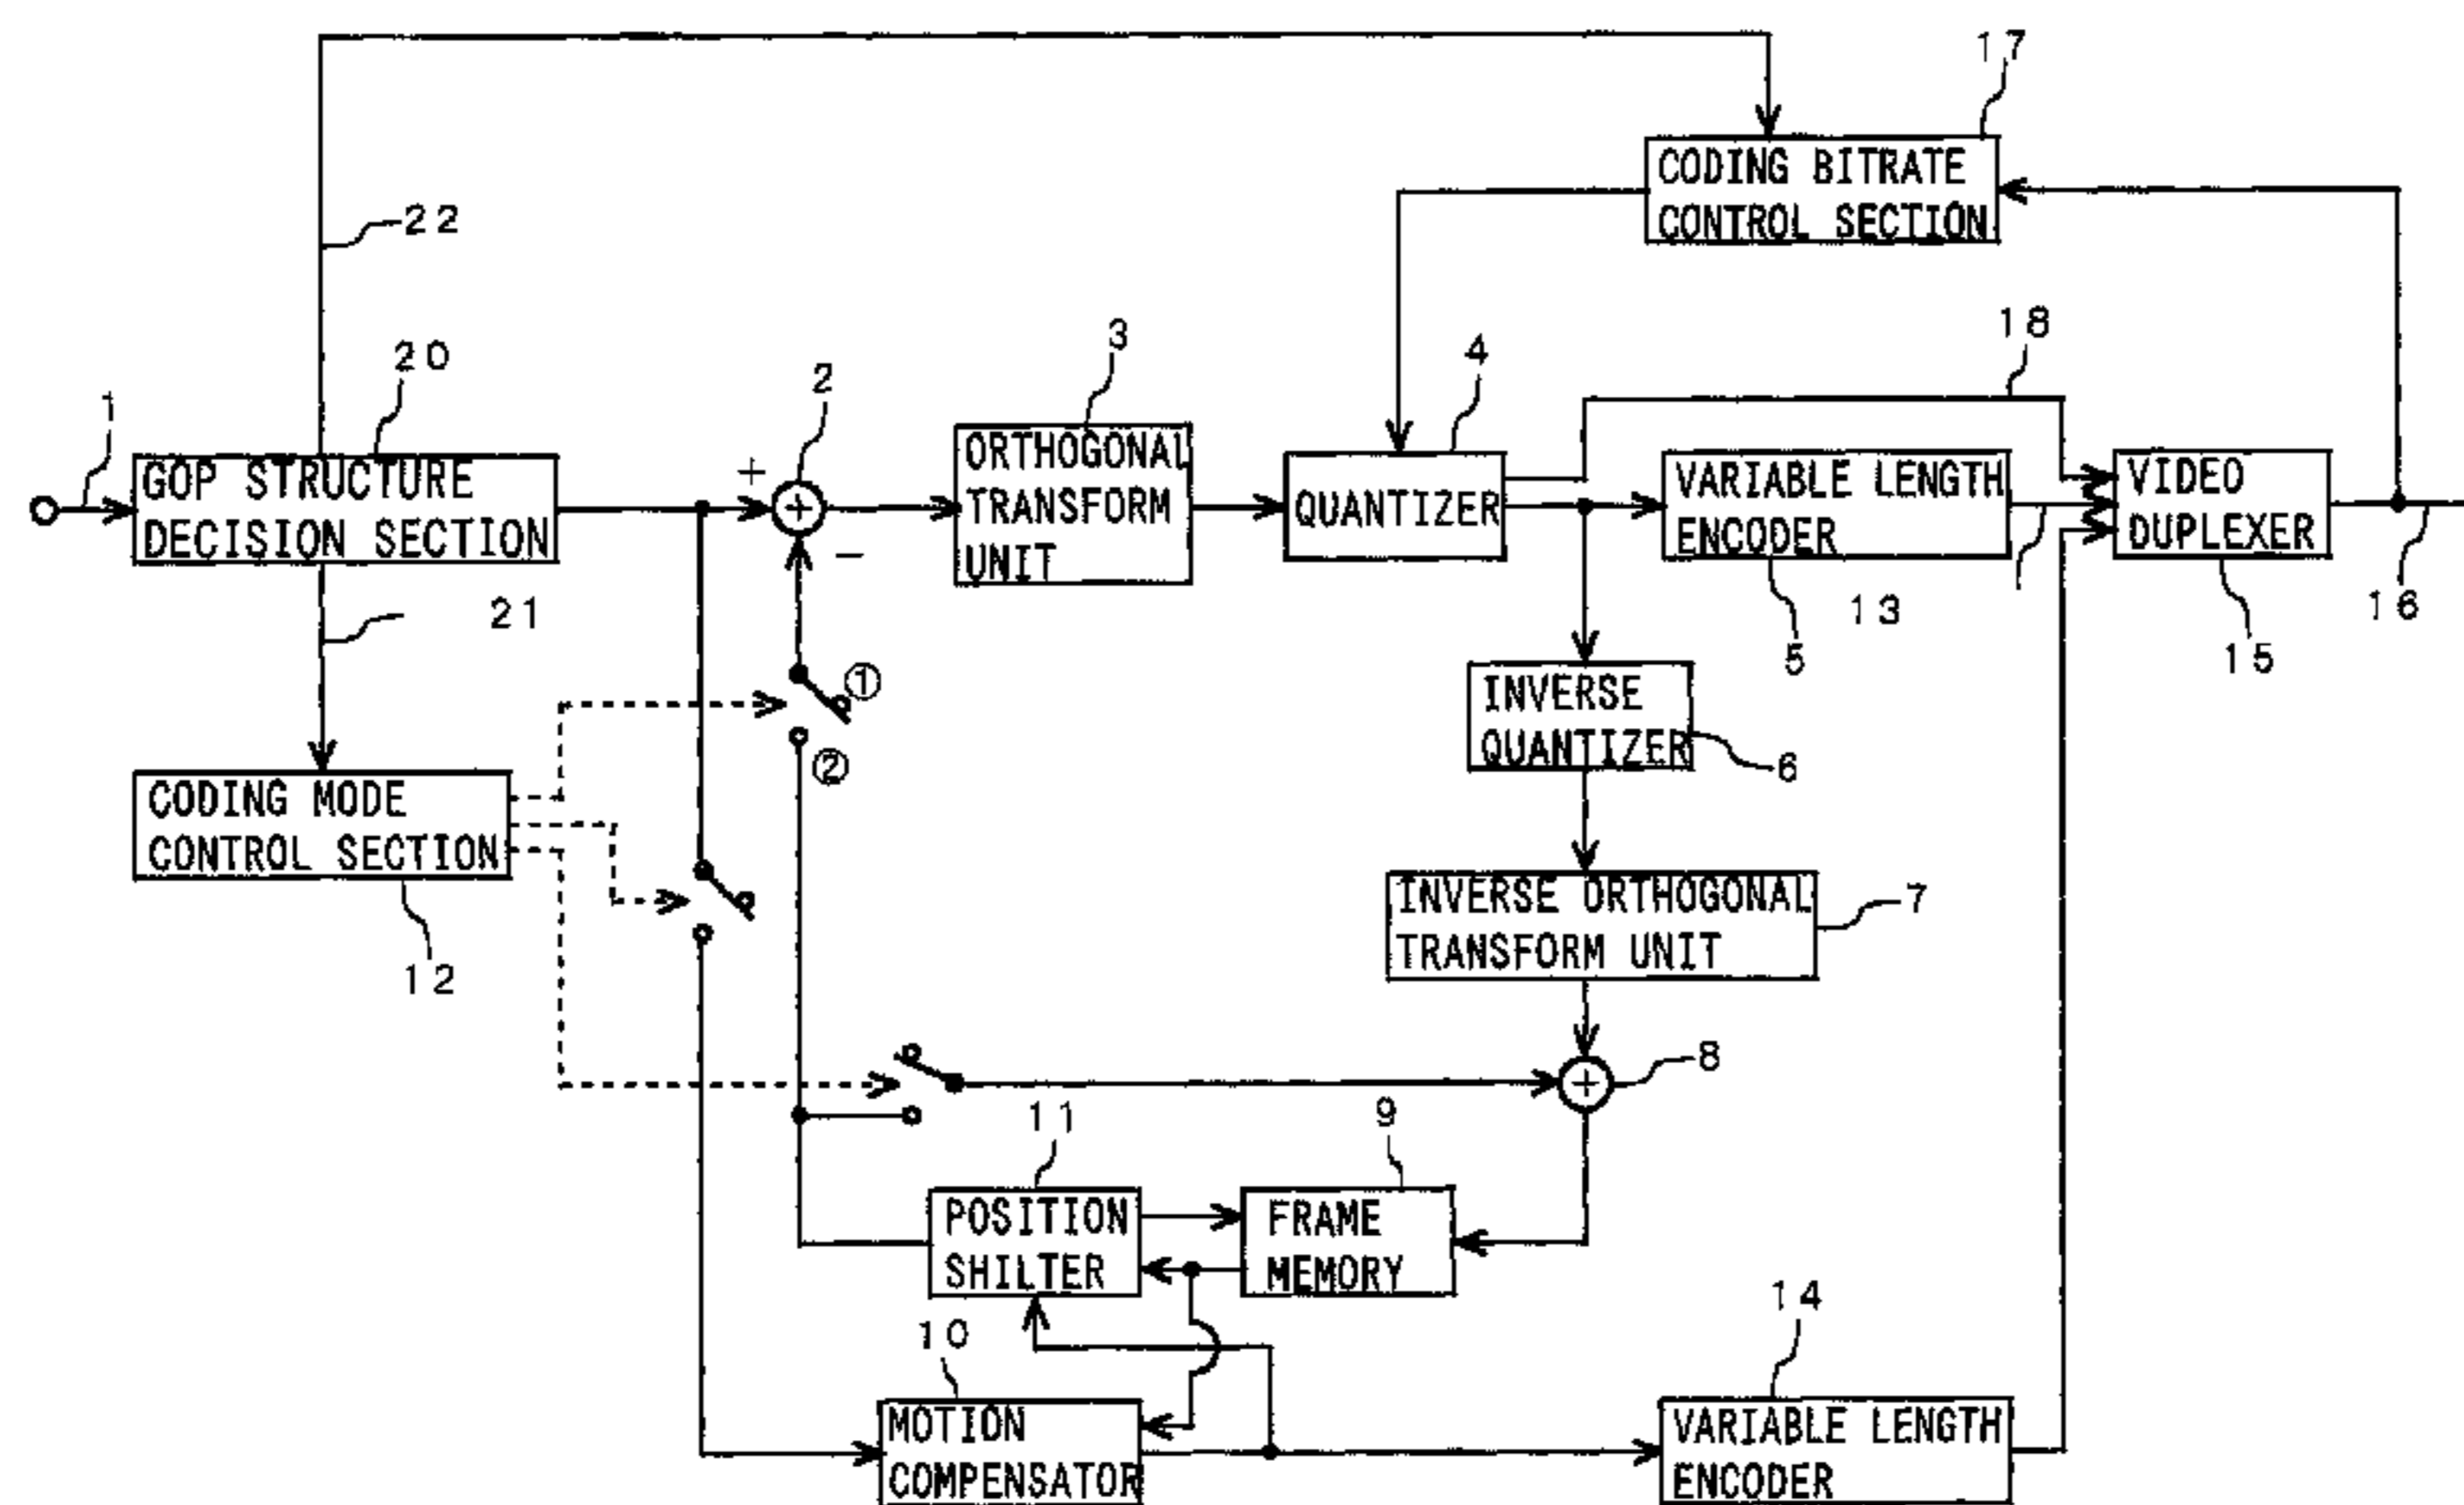 17
CODING BITRATE
CONTROL SECTION
22
18
20
3
4
2
1
GOP STRUCTURE
DECISION SECTION
+
+
−
ORTHOGONAL
TRANSFORM
UNIT
QUANTIZER
VARIABLE LENGTH
ENCODER
VIDEO
DUPLEXER
21
13
5
15
16
①
②
INVERSE
QUANTIZER
6
CODING MODE
CONTROL SECTION
12
INVERSE ORTHOGONAL
TRANSFORM UNIT
7
+
8
11
9
POSITION
SHILTER
FRAME
MEMORY
10
14
MOTION
COMPENSATOR
VARIABLE LENGTH
ENCODER